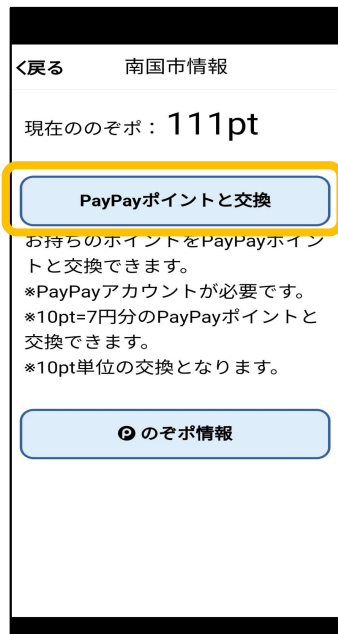 <戻る 南国市情報
現在ののぞポ： 111pt
PayPayポイントと交換
お持ちのポイントをPayPayポイン
トと交換できます。
※PayPayアカウントが必要です。
※10pt=7円分のPayPayポイントと
交換できます。
※10pt単位の交換となります。
P のぞポ情報